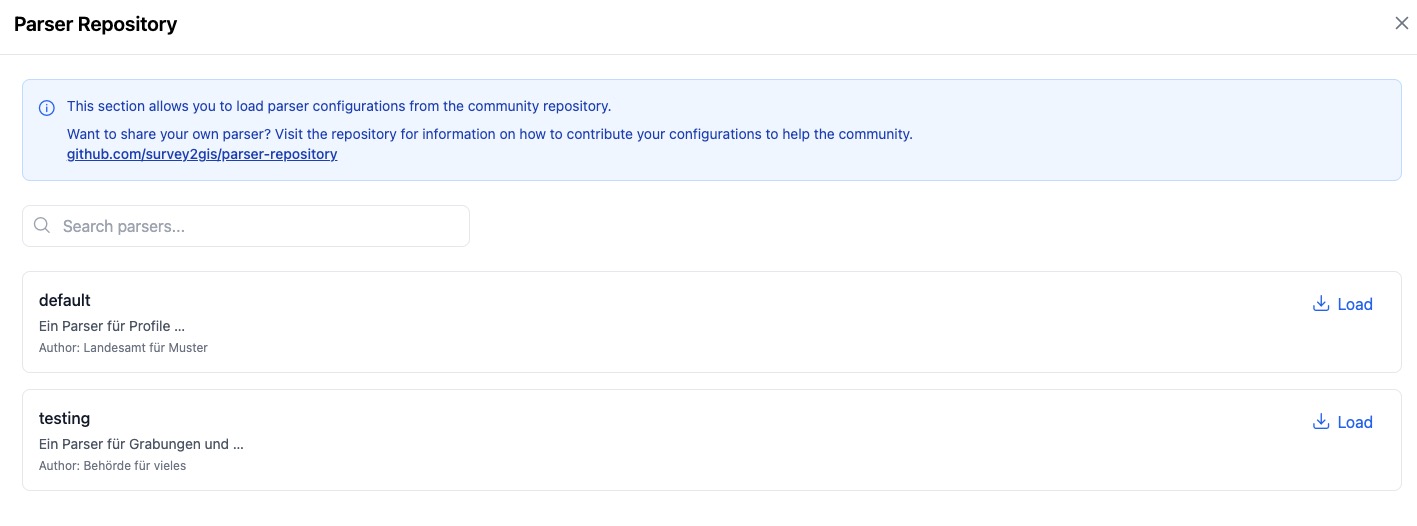 Parser Repository
This section allows you to load parser configurations from the community repository.
Want to share your own parser? Visit the repository for information on how to contribute your configurations to help the community.
github.com/survey2gis/parser-repository
Search parsers...
default
Load
Ein Parser für Profile ...
Author: Landesamt für Muster
testing
Load
Ein Parser für Grabungen und ...
Author: Behörde für vieles